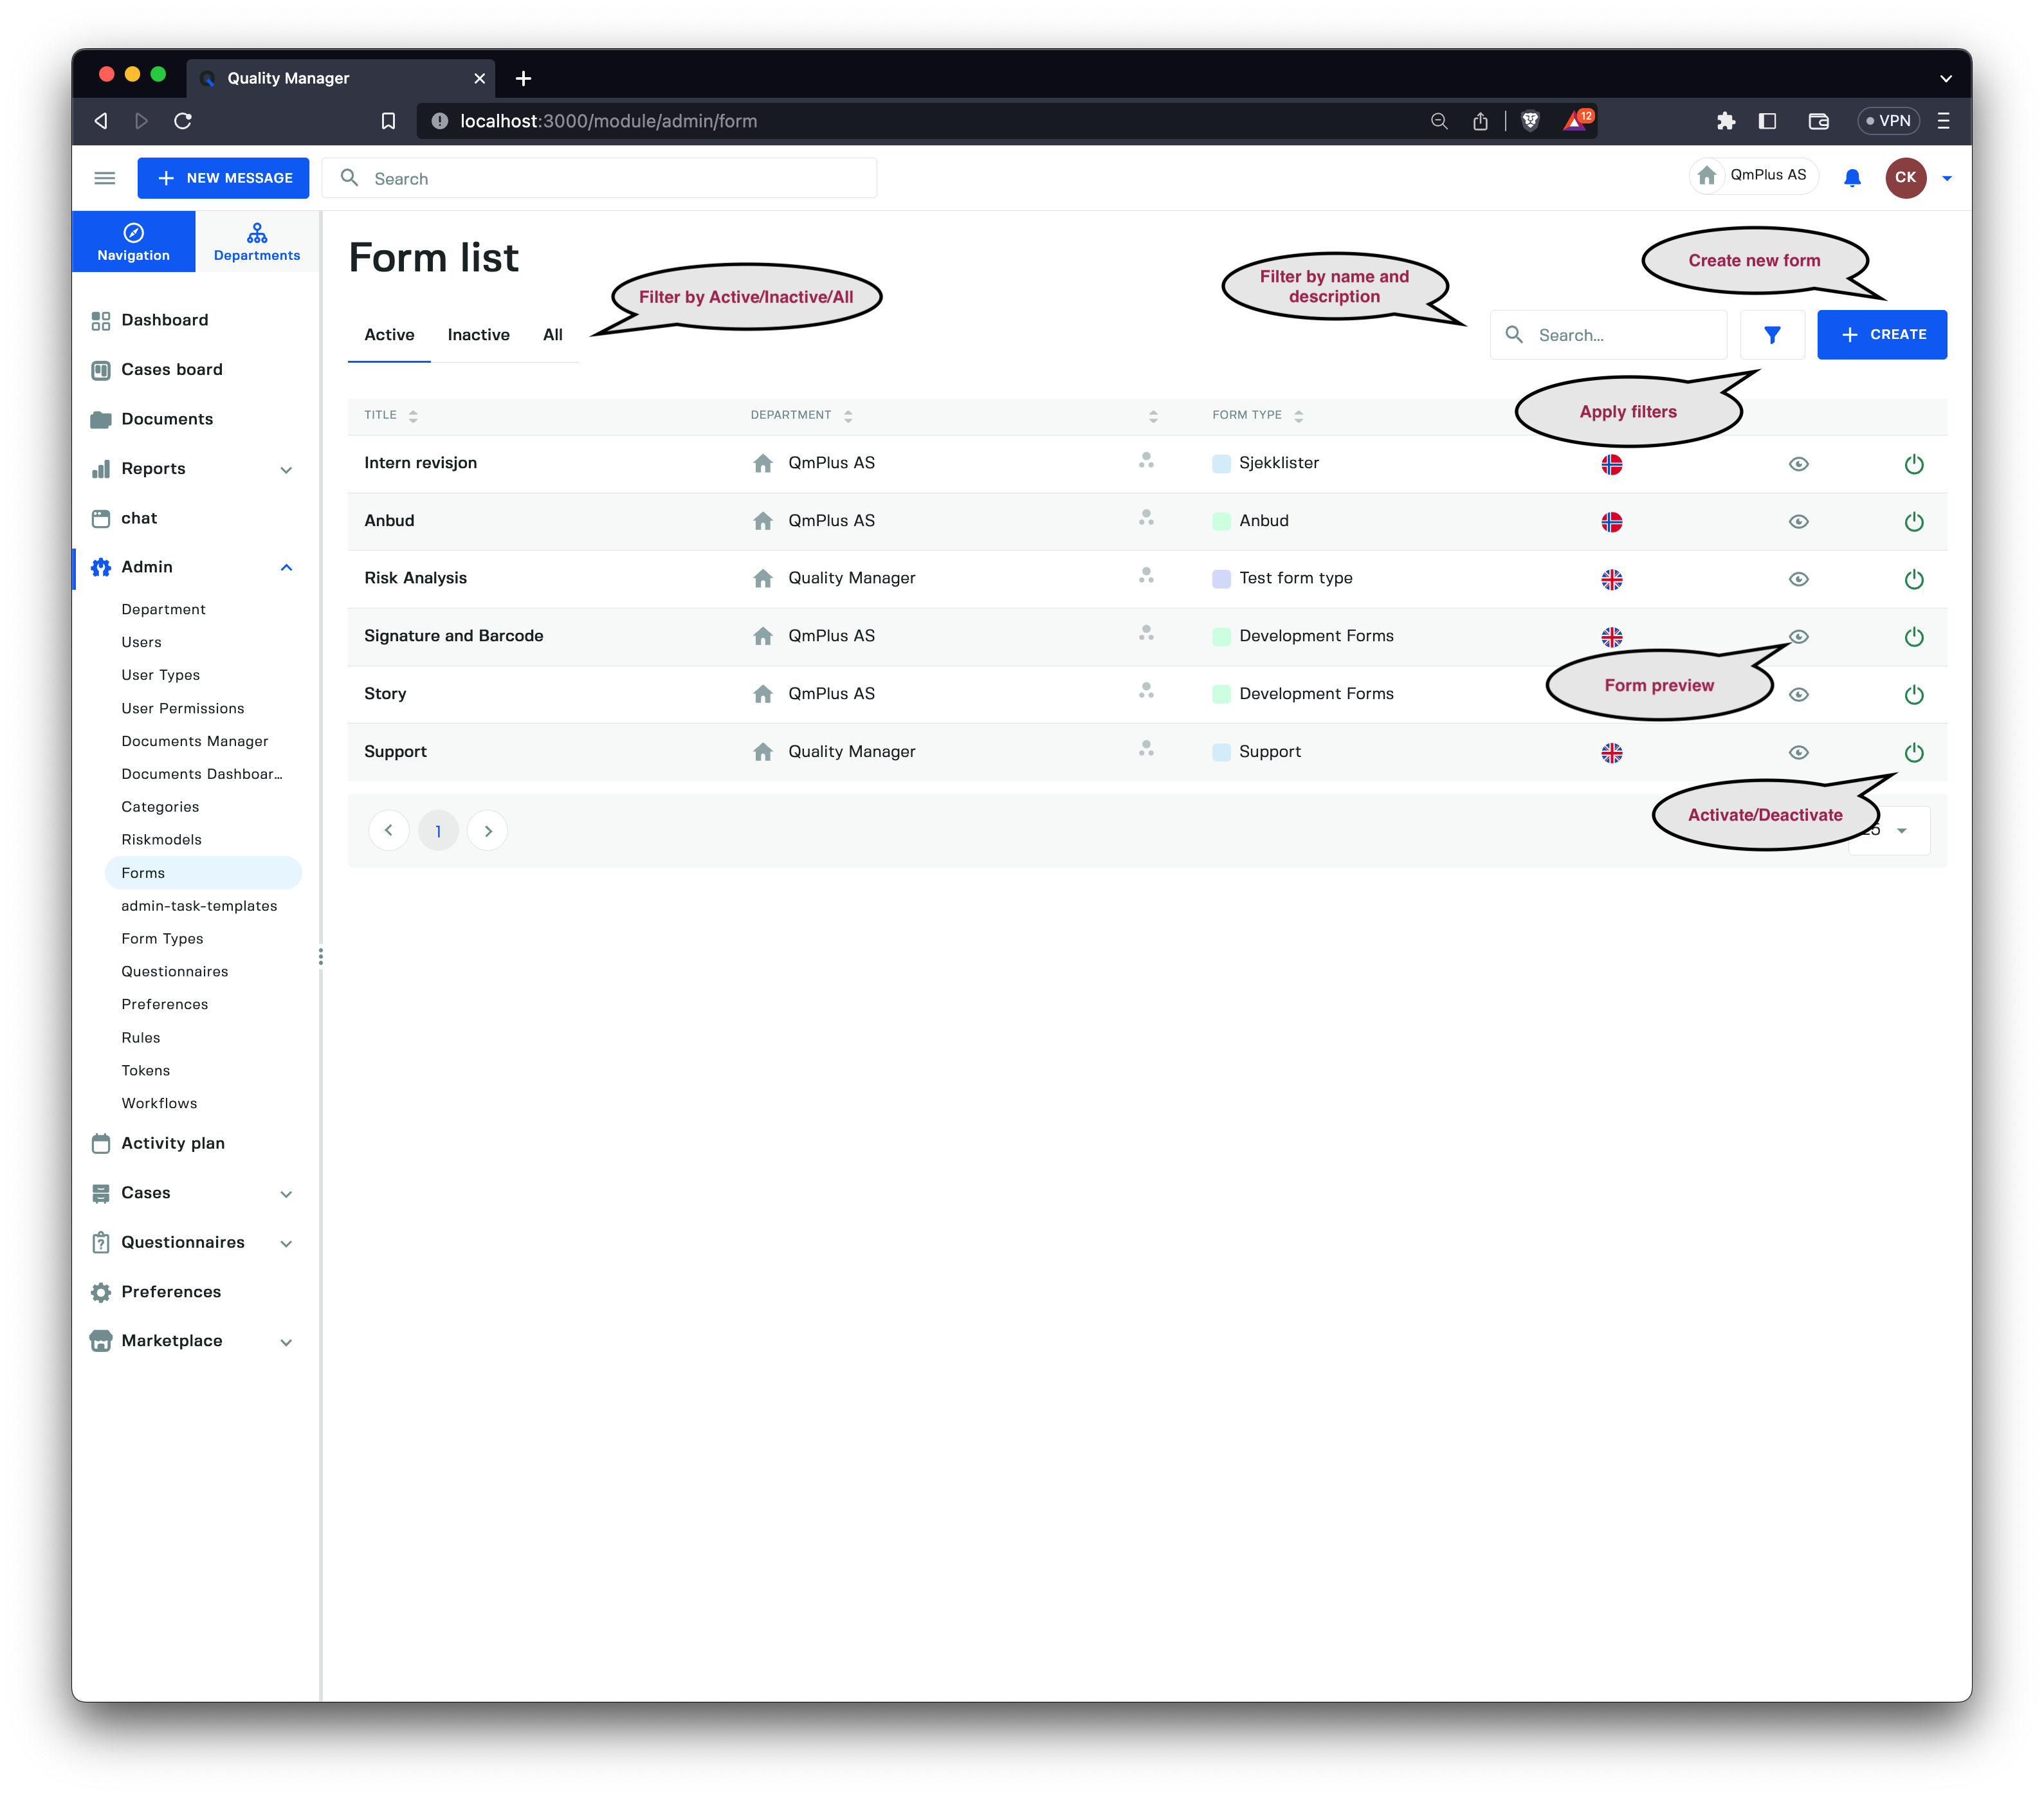 Quality Manager
localhost:3000/module/admin/form
12
VPN
NEW MESSAGE
Search
QmPlus AS
CK
Navigation
Departments
Form list
Create new form
Filter by name and
description
Filter by Active/Inactive/All
Active Inactive All
Search...
CREATE
Apply filters
Dashboard
Cases board
Documents
Reports
chat
Admin
Department
Users
User Types
User Permissions
Documents Manager
Documents Dashboar...
Categories
Riskmodels
Forms
admin-task-templates
Form Types
Questionnaires
Preferences
Rules
Tokens
Workflows
Activity plan
Cases
Questionnaires
Preferences
Marketplace
TITLE DEPARTMENT FORM TYPE
Intern revisjon QmPlus AS Sjekklister
Anbud QmPlus AS Anbud
Risk Analysis Quality Manager Test form type
Signature and Barcode QmPlus AS Development Forms
Form preview
Story QmPlus AS Development Forms
Support Quality Manager Support
Activate/Deactivate
1